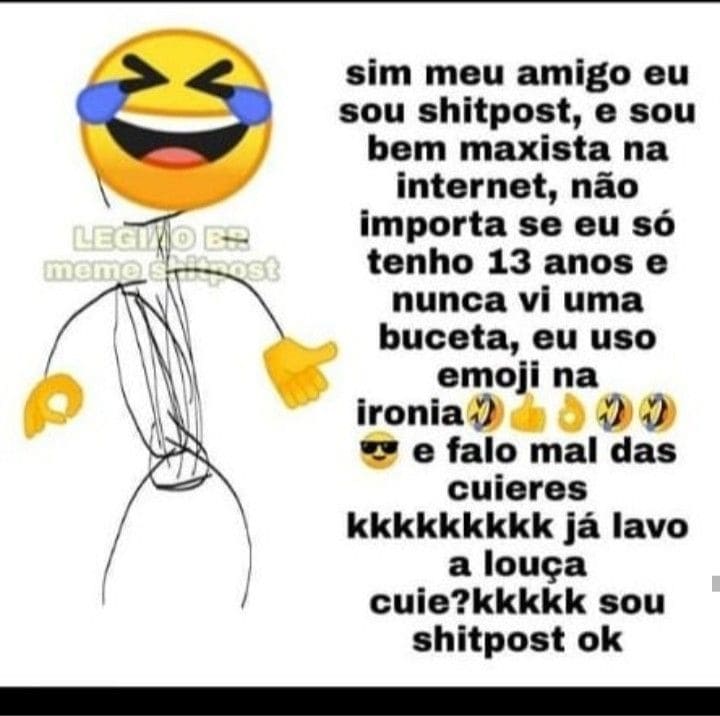 sim meu amigo eu
sou shitpost, e sou
bem maxista na
internet, não
importa se eu só
tenho 13 anos e
nunca vi uma
buceta, eu uso
emoji na
ironia🤣👍👌🤣🤣
😎 e falo mal das
cuieres
kkkkkkkkk já lavo
a louça
cuie?kkkkk sou
shitpost ok
LEGIÃO BR
meme shitpost